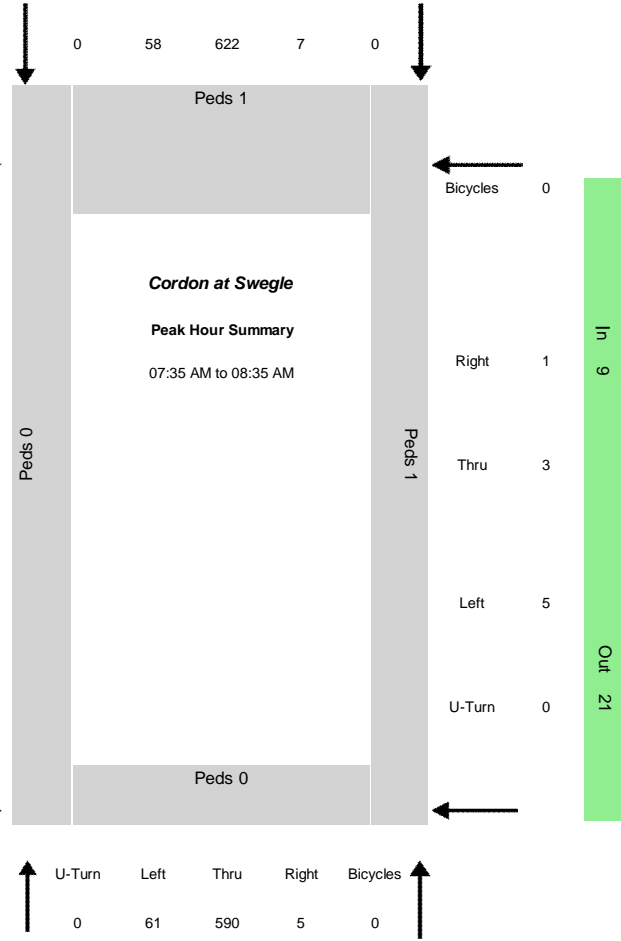 0 58 622 7 0
Peds 1
Bicycles 0
Cordon at Swegle
Peak Hour Summary
07:35 AM to 08:35 AM
Right 1
In 9
Peds 0
Peds 1
Thru 3
Left 5
Out 21
U-Turn 0
Peds 0
U-Turn Left Thru Right Bicycles
0 61 590 5 0